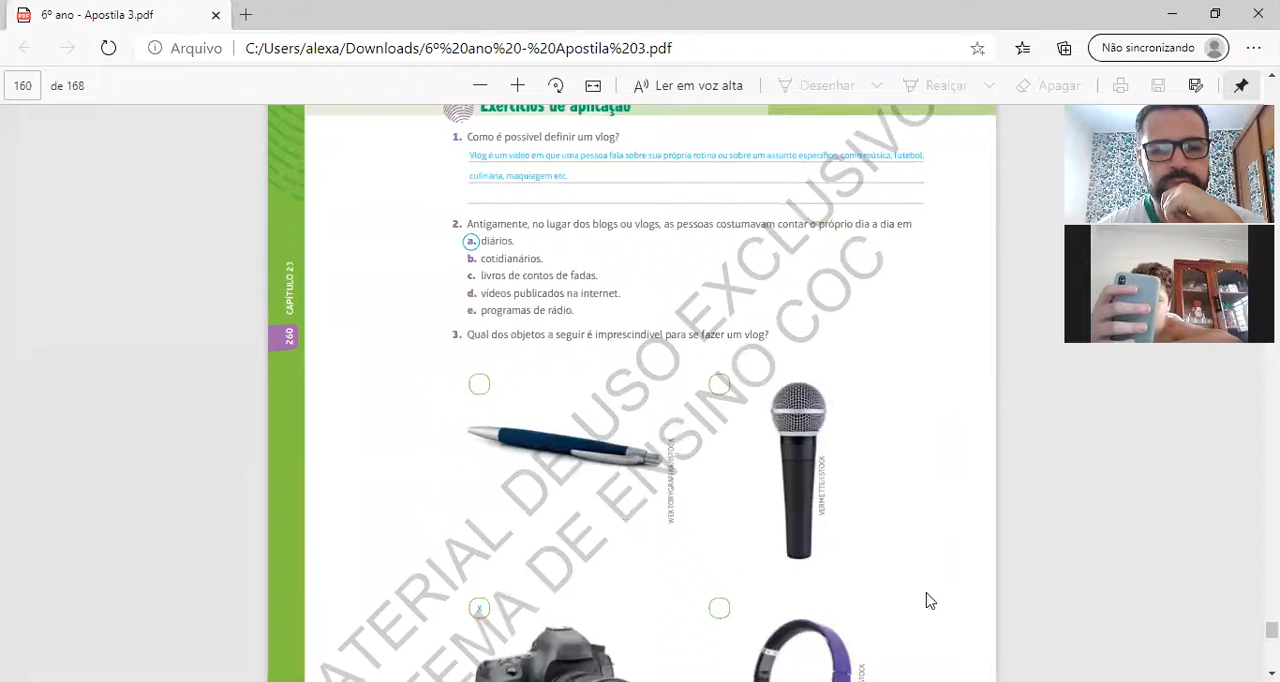 6º ano - Apostila 3.pdf
Arquivo
C:/Users/alexa/Downloads/6º%20ano%20-%20Apostila%203.pdf
Não sincronizando
160 de 168
Ler em voz alta
Desenhar
Realçar
Apagar
Exercícios de aplicação
1. Como é possível definir um vlog?
Vlog é um vídeo em que uma pessoa fala sobre sua própria rotina ou sobre um assunto específico, como música, futebol,
culinária, maquiagem etc.
2. Antigamente, no lugar dos blogs ou vlogs, as pessoas costumavam contar o próprio dia a dia em
a. diários.
b. cotidianários.
c. livros de contos de fadas.
d. vídeos publicados na internet.
e. programas de rádio.
3. Qual dos objetos a seguir é imprescindível para se fazer um vlog?
CAPÍTULO 23
260
WEKTORYGRAFIKA/ISTOCK
VERMETTE/ISTOCK
X
ISTOCK
MATERIAL DE USO EXCLUSIVO
SISTEMA DE ENSINO COC